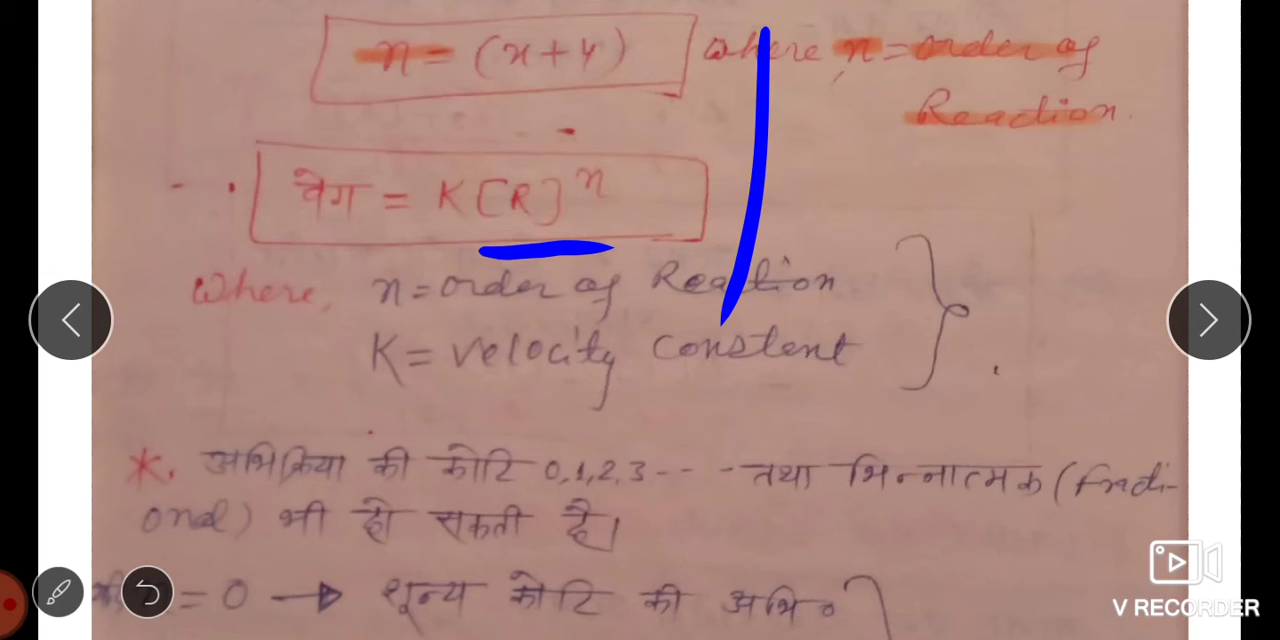 n = (x+y) where n = order of
Reaction.
वेग = K[R]^n
where, n = order of Reaction
K = velocity constent
*. अभिक्रिया की कोटि 0,1,2,3--- -तथा भिन्नात्मक (fracti-
onal) भी हो सकती है।
= 0 → शून्य कोटि की अभि०
V RECORDER